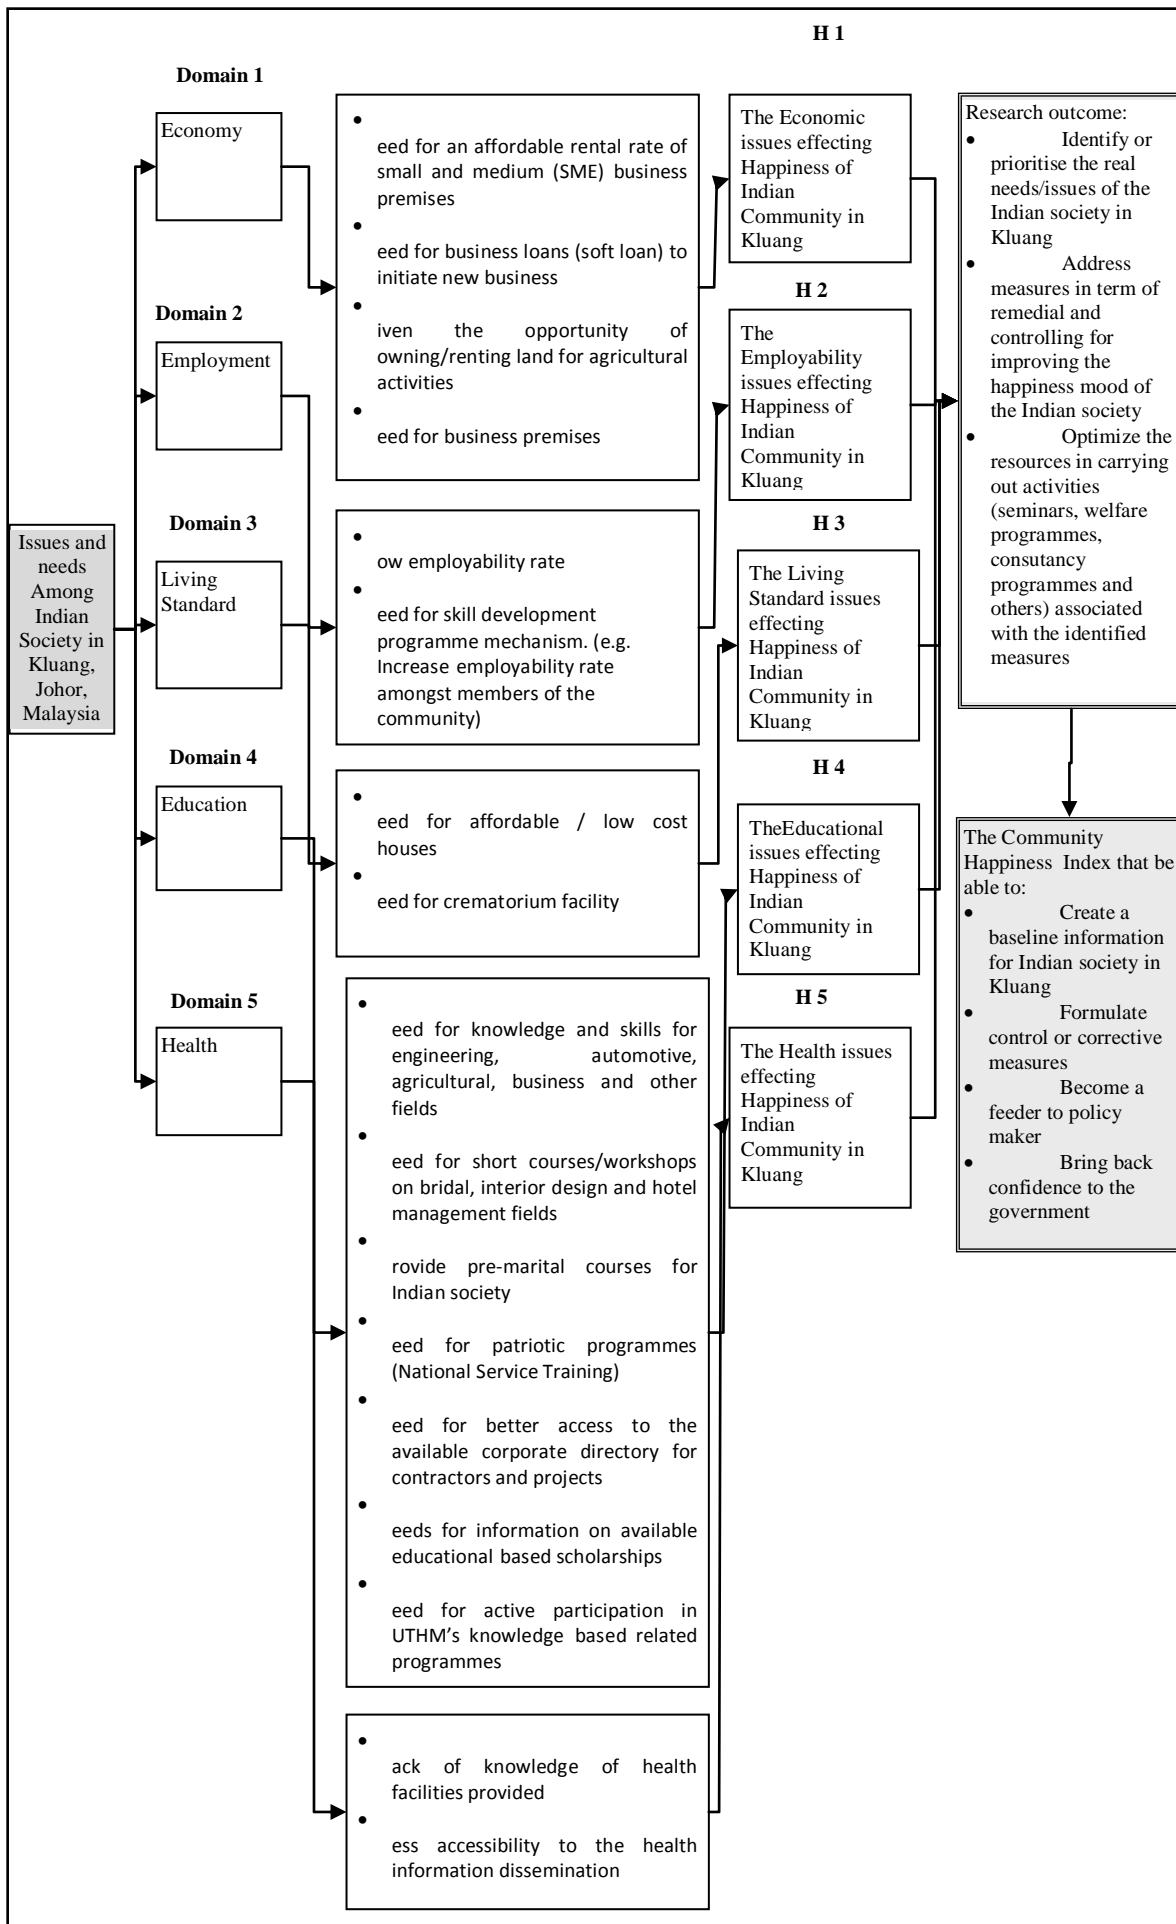 H 1
Domain 1
Economy
•
eed for an affordable rental rate of
small and medium (SME) business
premises
•
eed for business loans (soft loan) to
initiate new business
•
iven the opportunity of
owning/renting land for agricultural
activities
•
eed for business premises
The Economic
issues effecting
Happiness of
Indian
Community in
Kluang
Research outcome:
• Identify or
prioritise the real
needs/issues of the
Indian society in
Kluang
• Address
measures in term of
remedial and
controlling for
improving the
happiness mood of
the Indian society
• Optimize the
resources in carrying
out activities
(seminars, welfare
programmes,
consutancy
programmes and
others) associated
with the identified
measures
Domain 2
Employment
H 2
The
Employability
issues effecting
Happiness of
Indian
Community in
Kluang
Issues and
needs
Among
Indian
Society in
Kluang,
Johor,
Malaysia
Domain 3
Living
Standard
•
ow employability rate
•
eed for skill development
programme mechanism. (e.g.
Increase employability rate
amongst members of the
community)
H 3
The Living
Standard issues
effecting
Happiness of
Indian
Community in
Kluang
Domain 4
Education
•
eed for affordable / low cost
houses
•
eed for crematorium facility
H 4
TheEducational
issues effecting
Happiness of
Indian
Community in
Kluang
The Community
Happiness Index that be
able to:
• Create a
baseline information
for Indian society in
Kluang
• Formulate
control or corrective
measures
• Become a
feeder to policy
maker
• Bring back
confidence to the
government
Domain 5
Health
•
eed for knowledge and skills for
engineering, automotive,
agricultural, business and other
fields
•
eed for short courses/workshops
on bridal, interior design and hotel
management fields
•
rovide pre-marital courses for
Indian society
•
eed for patriotic programmes
(National Service Training)
•
eed for better access to the
available corporate directory for
contractors and projects
•
eeds for information on available
educational based scholarships
•
eed for active participation in
UTHM's knowledge based related
programmes
H 5
The Health issues
effecting
Happiness of
Indian
Community in
Kluang
•
ack of knowledge of health
facilities provided
•
ess accessibility to the health
information dissemination